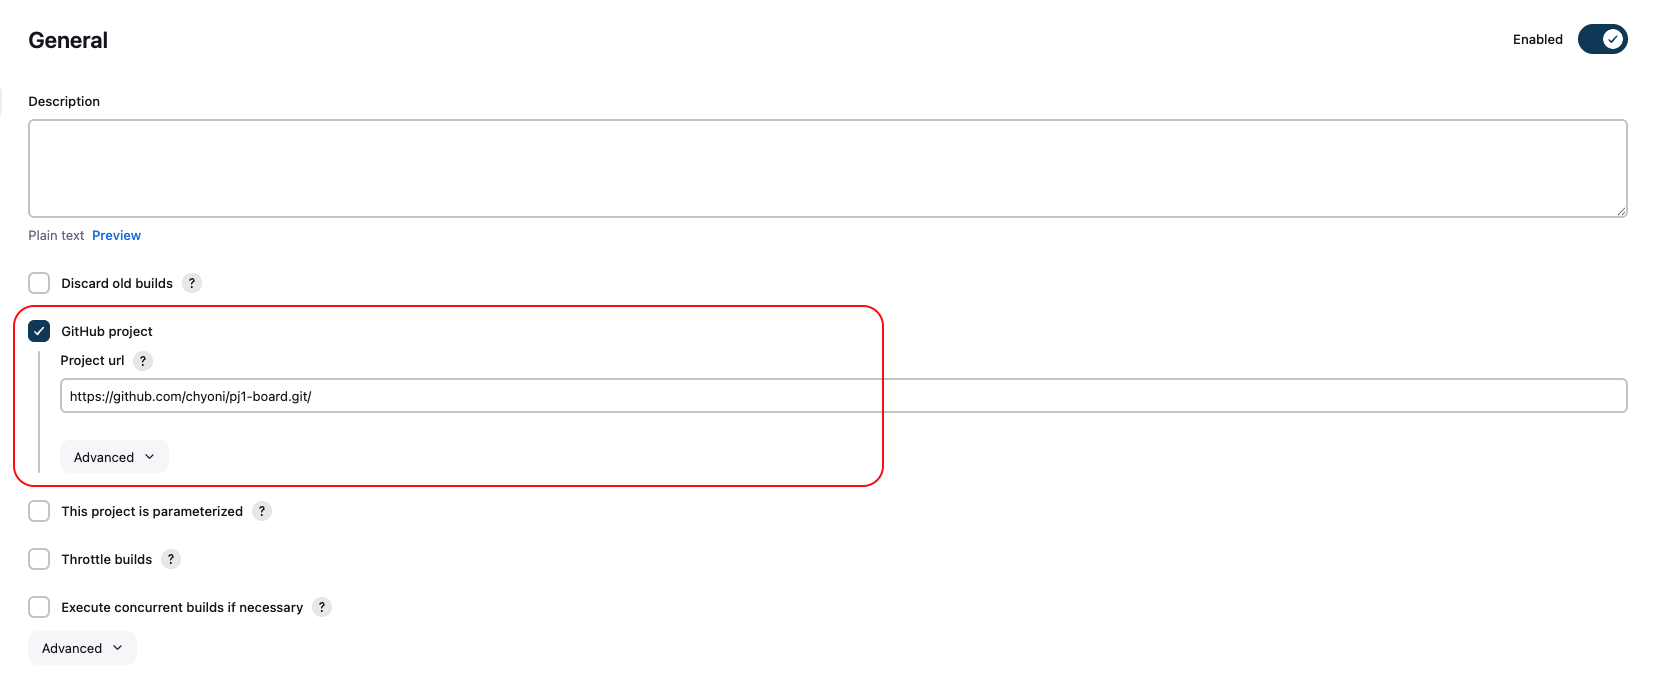 General
Enabled
Description
Plain text Preview
Discard old builds ?
GitHub project
Project url ?
https://github.com/chyoni/pj1-board.git/
Advanced
This project is parameterized ?
Throttle builds ?
Execute concurrent builds if necessary ?
Advanced